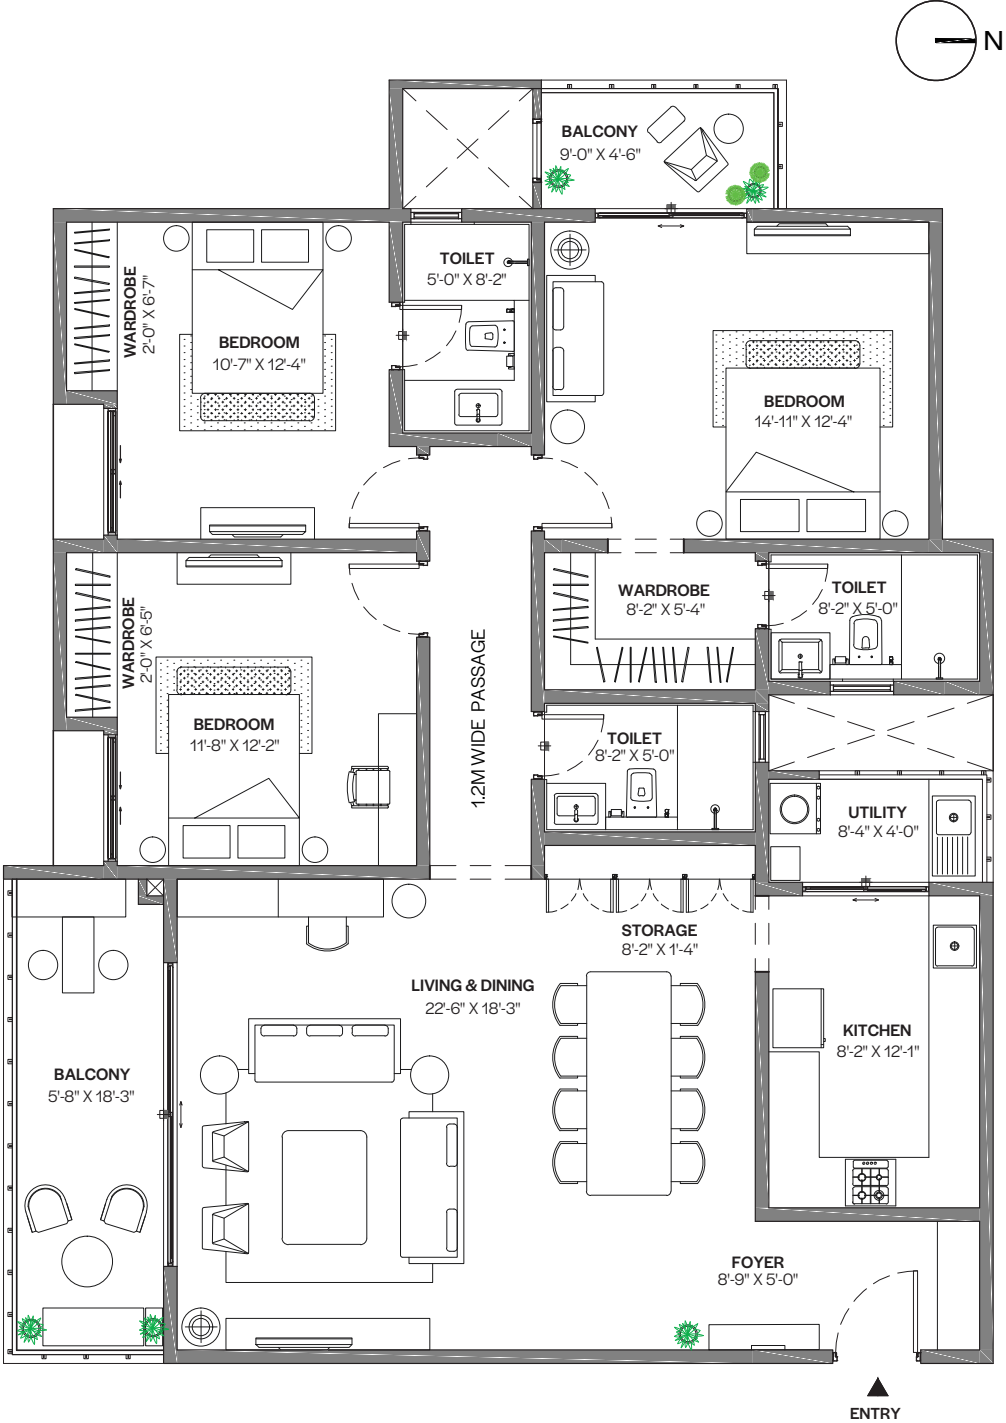 N
BALCONY
9'-0" X 4'-6"
TOILET
5'-0" X 8'-2"
WARDROBE
2'-0" X 6'-7"
BEDROOM
10'-7" X 12'-4"
BEDROOM
14'-11" X 12'-4"
WARDROBE
8'-2" X 5'-4"
TOILET
8'-2" X 5'-0"
WARDROBE
2'-0" X 6'-5"
BEDROOM
11'-8" X 12'-2"
1.2M WIDE PASSAGE
TOILET
8'-2" X 5'-0"
UTILITY
8'-4" X 4'-0"
STORAGE
8'-2" X 1'-4"
LIVING & DINING
22'-6" X 18'-3"
KITCHEN
8'-2" X 12'-1"
BALCONY
5'-8" X 18'-3"
FOYER
8'-9" X 5'-0"
ENTRY